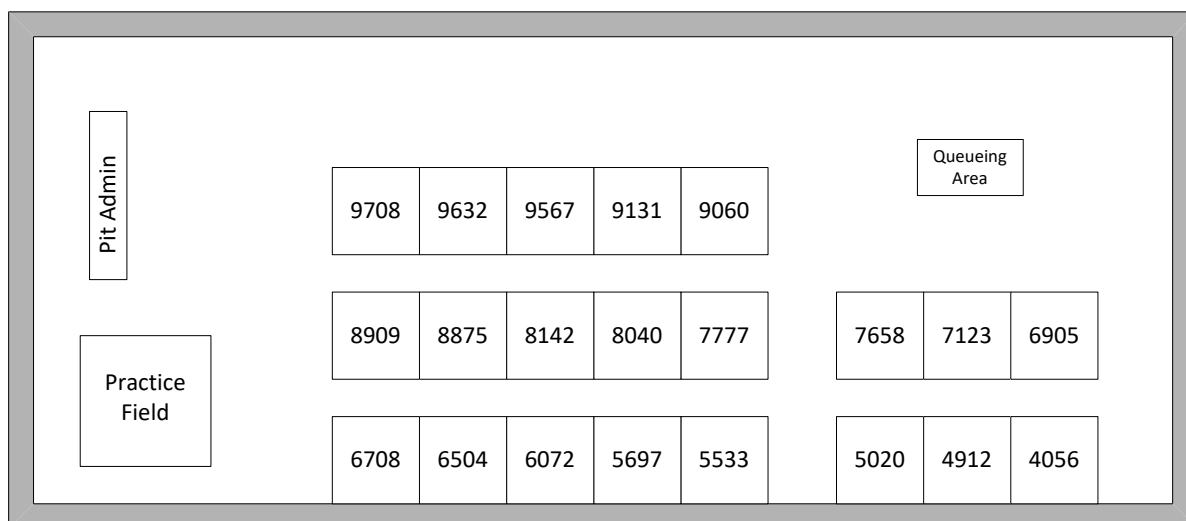 Pit Admin
Queueing
Area
9708 9632 9567 9131 9060
8909 8875 8142 8040 7777 7658 7123 6905
Practice
Field
6708 6504 6072 5697 5533 5020 4912 4056